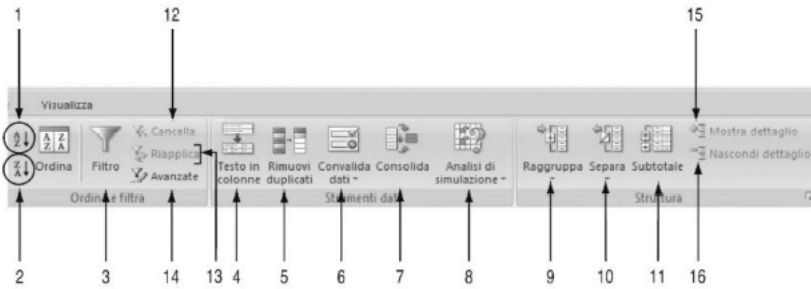 1 12 15
Visualizza
A Z
A Z Z A
Cancella
Mostra dettaglio
Z A
Ordina Filtro
Riapplica
Avanzate
Testo in colonne
Rimuovi duplicati
Convalida dati
Consolida
Analisi di simulazione
Raggruppa Separa Subtotale
Nascondi dettaglio
Ordina e filtra Strumenti dati Struttura
2 3 14 13 4 5 6 7 8 9 10 11 16